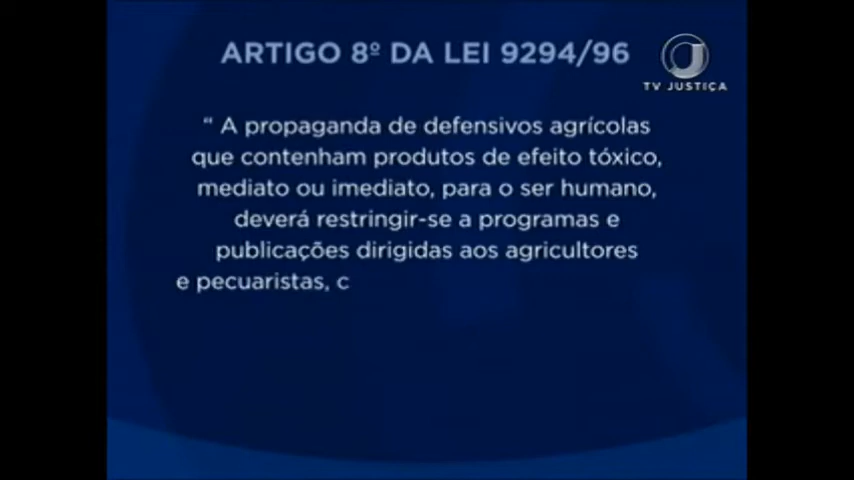 ARTIGO 8º DA LEI 9294/96
TV JUSTIÇA
“ A propaganda de defensivos agrícolas
que contenham produtos de efeito tóxico,
mediato ou imediato, para o ser humano,
deverá restringir-se a programas e
publicações dirigidas aos agricultores
e pecuaristas, c